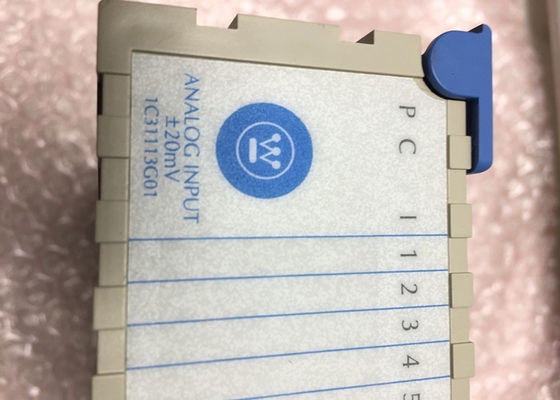 P
C
ANALOG INPUT
±20mV
1C31113G01
I
1
2
3
4
5